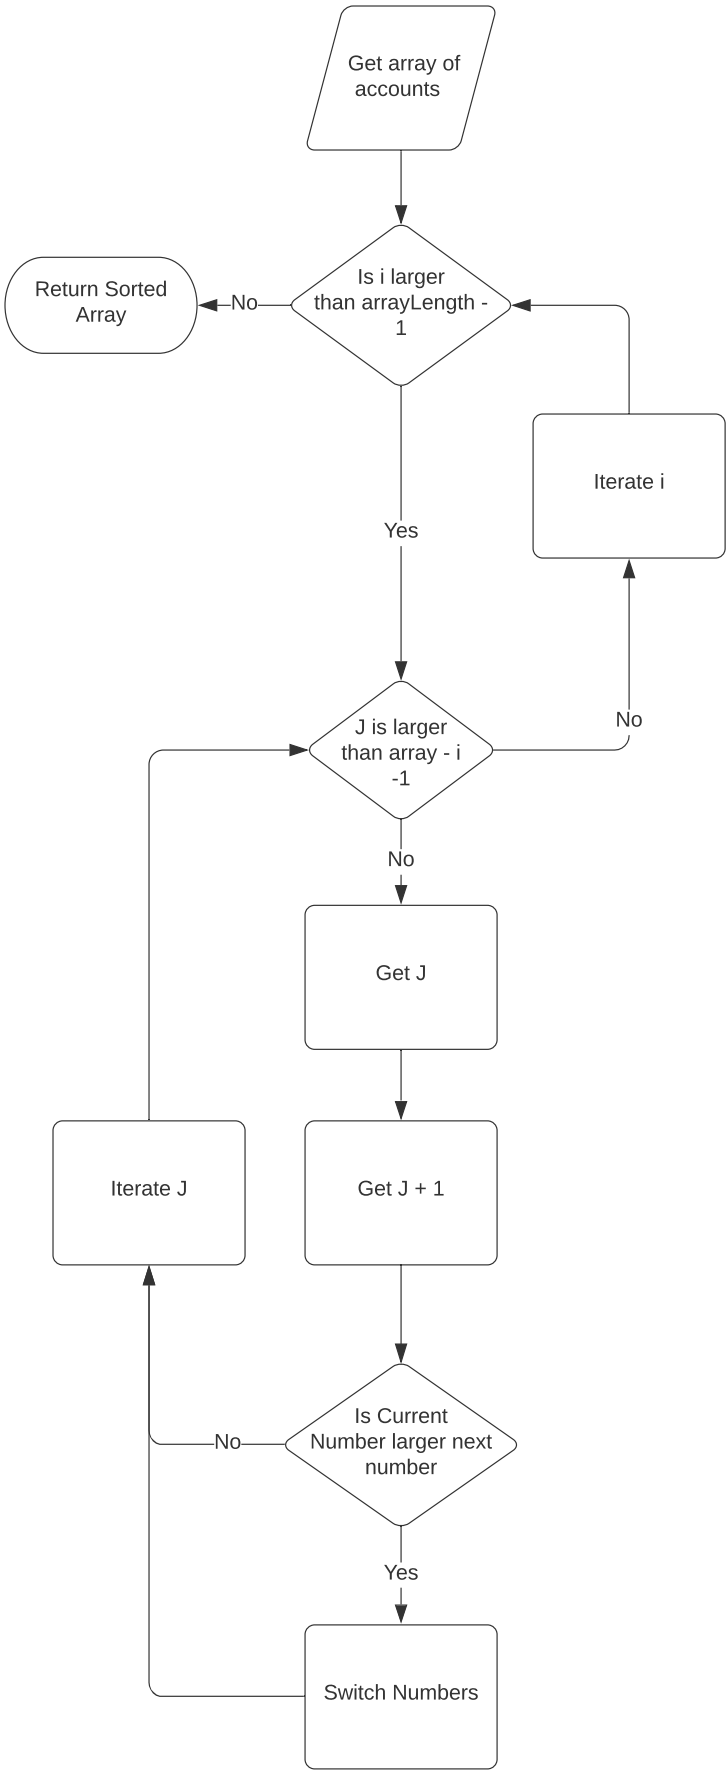 Get array of
accounts
Is i larger
than arrayLength -
1
No
Return Sorted
Array
Iterate i
Yes
J is larger
than array - i
-1
No
No
Get J
Iterate J
Get J + 1
Is Current
Number larger next
number
No
Yes
Switch Numbers